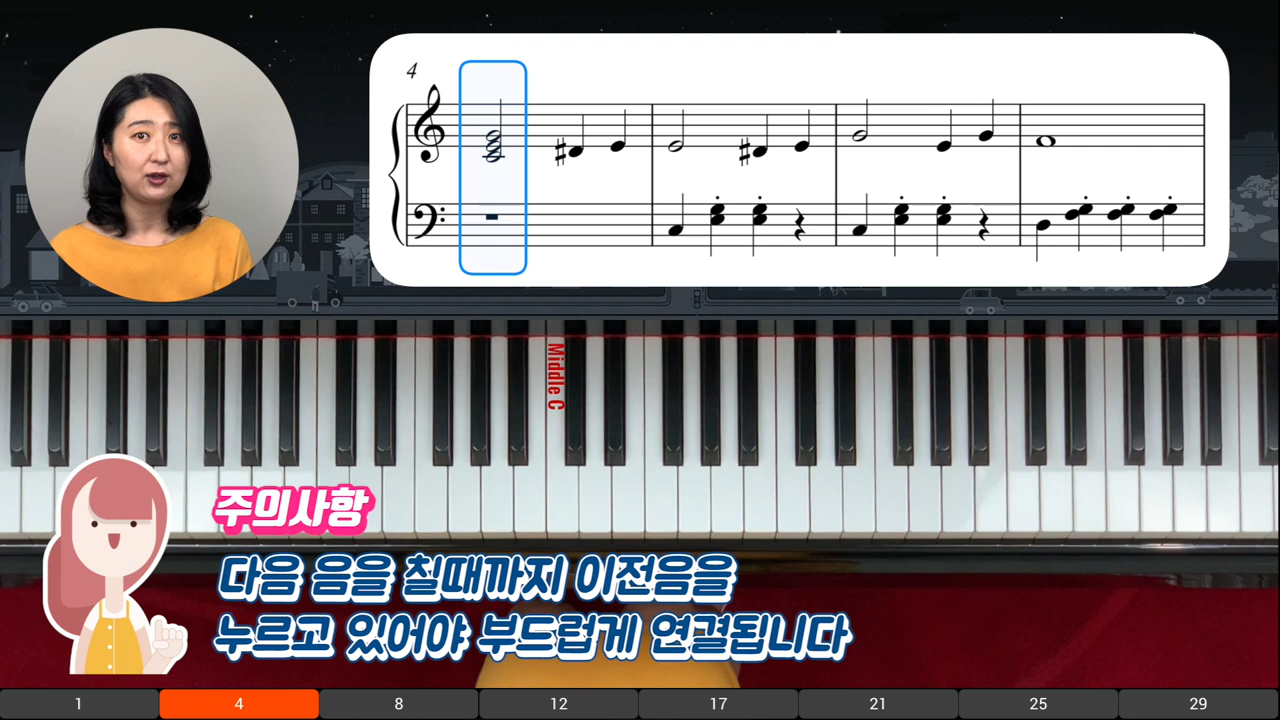 4
Middle C
주의사항
다음 음을 칠때까지 이전음을
누르고 있어야 부드럽게 연결됩니다
1 4 8 12 17 21 25 29